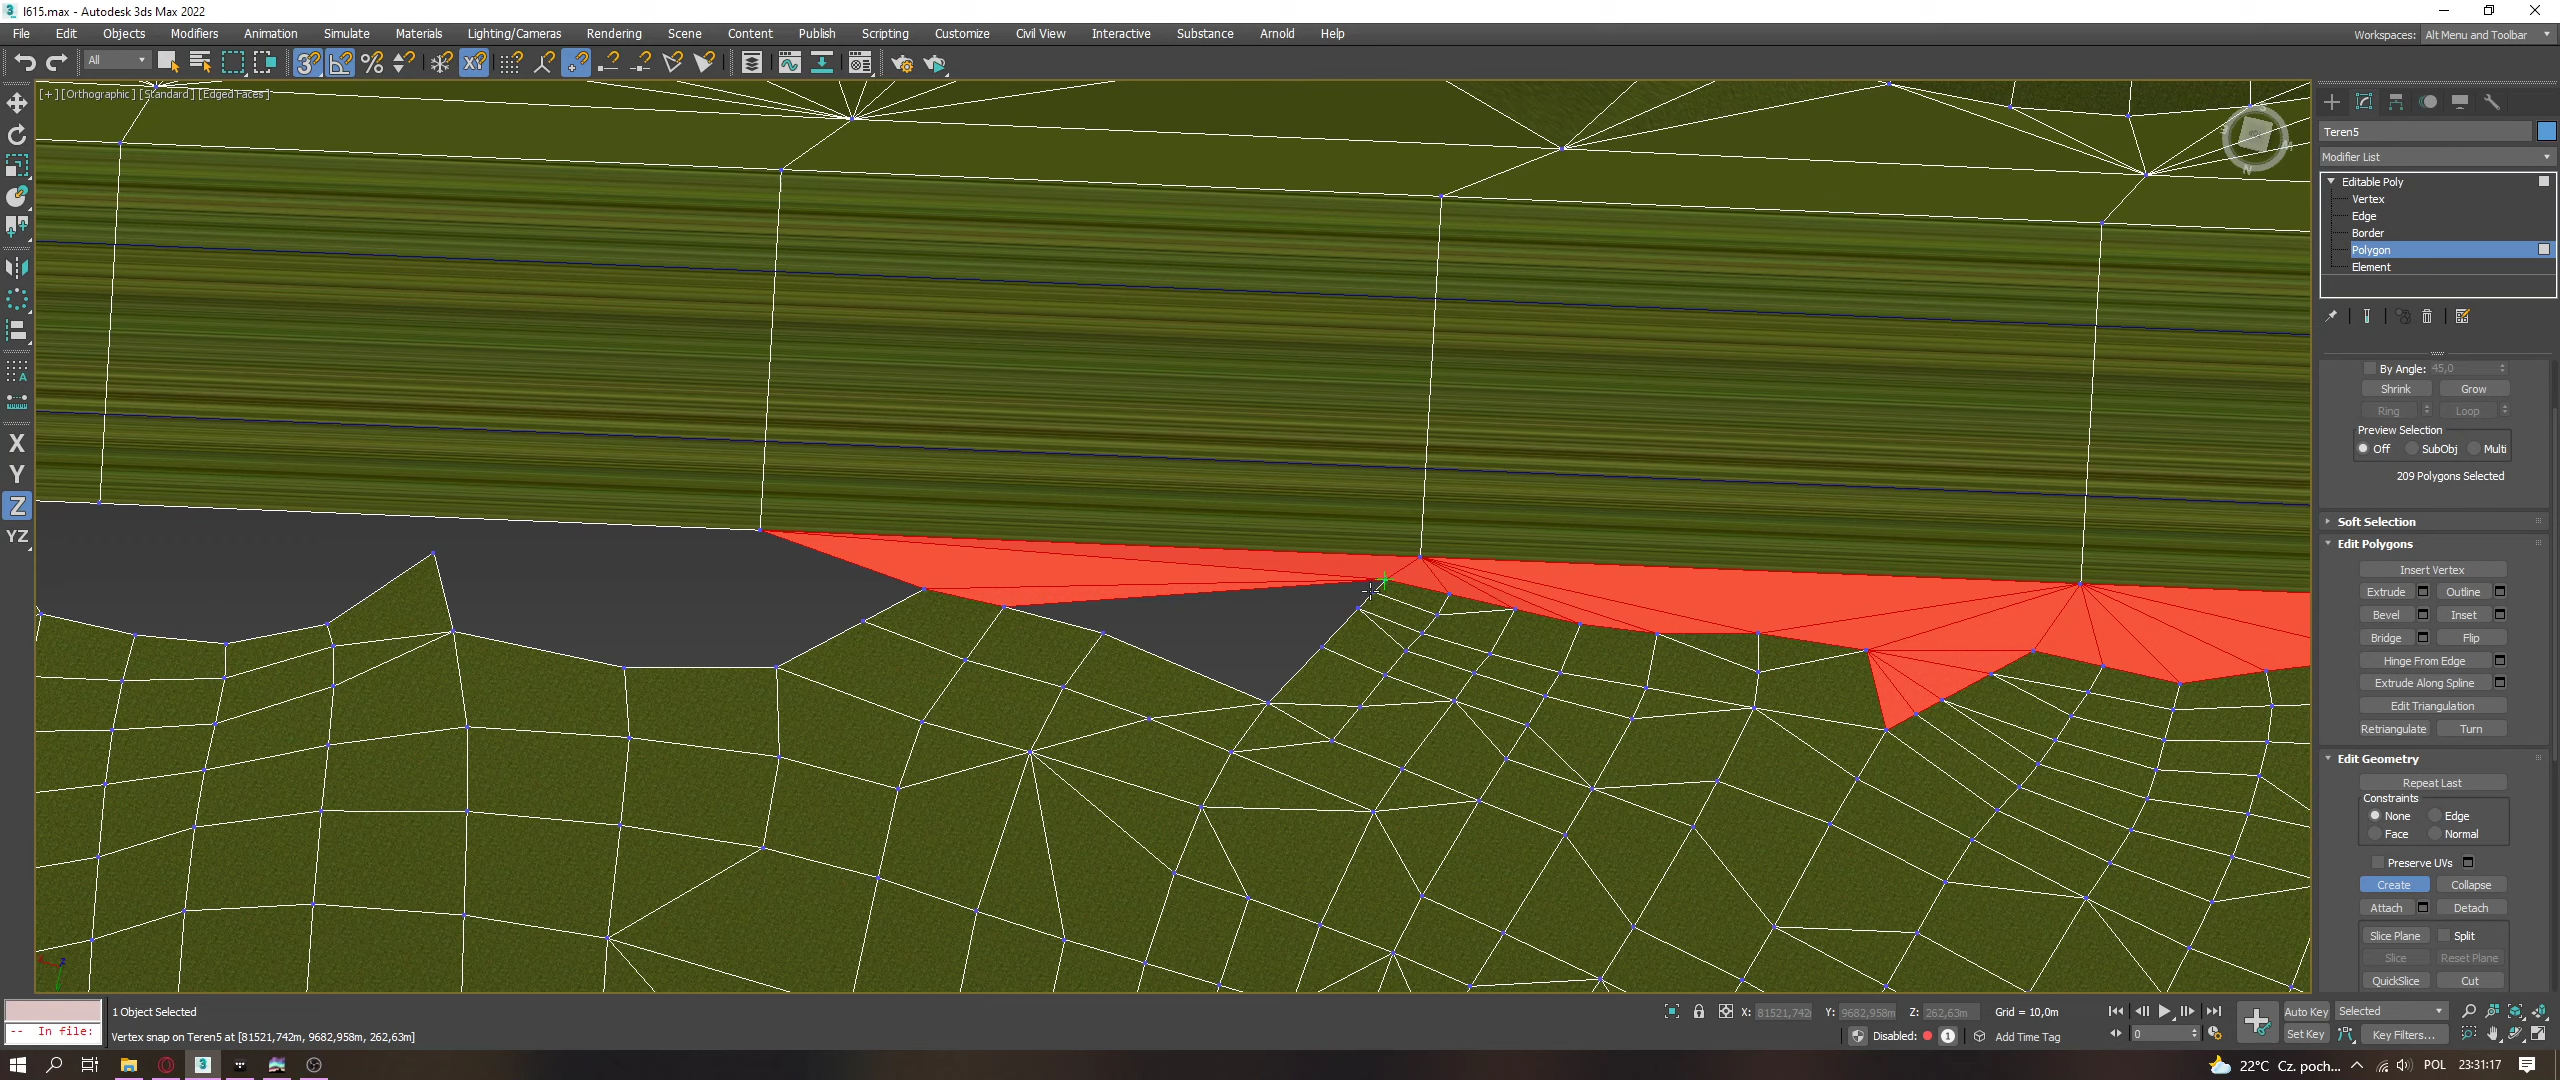 3 l615.max - Autodesk 3ds Max 2022
File Edit Objects Modifiers Animation Simulate Materials Lighting/Cameras Rendering Scene Content Publish Scripting Customize Civil View Interactive Substance Arnold Help Workspaces: Alt Menu and Toolbar
All 3 % XY
[+] [Orthographic] [Standard] [Edged Faces]
Teren5
Modifier List
Editable Poly
Vertex
Edge
Border
Polygon
Element
By Angle: 45,0
Shrink Grow
Ring Loop
Preview Selection
Off SubObj Multi
209 Polygons Selected
Soft Selection
Edit Polygons
Insert Vertex
Extrude Outline
Bevel Inset
Bridge Flip
Hinge From Edge
Extrude Along Spline
Edit Triangulation
Retriangulate Turn
Edit Geometry
Repeat Last
Constraints
None Edge
Face Normal
Preserve UVs
Create Collapse
Attach Detach
Slice Plane Split
Slice Reset Plane
QuickSlice Cut
A
X
Y
Z
YZ
1 Object Selected X: 81521,742 Y: 9682,958m Z: 262,63m Grid = 10,0m Auto Key Selected
-- In file: Vertex snap on Teren5 at [81521,742m, 9682,958m, 262,63m] Disabled: 1 Add Time Tag 0 Set Key Key Filters...
22°C Cz. poch... POL 23:31:17